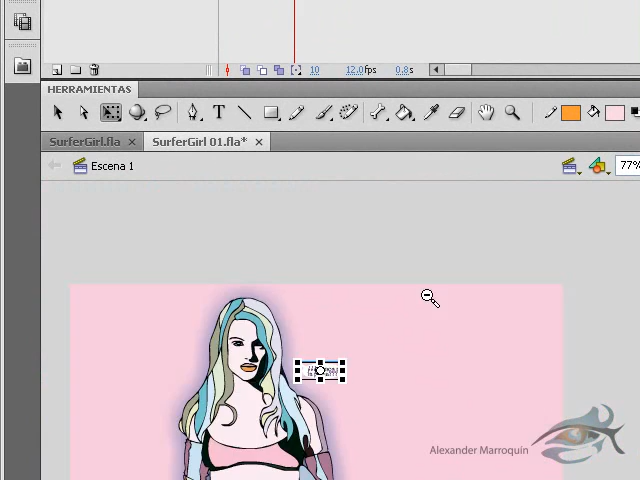 10 12.0fps 0.8s
HERRAMIENTAS
T
SurferGirl.fla SurferGirl 01.fla*
Escena 1 77%
Alexander Marroquin